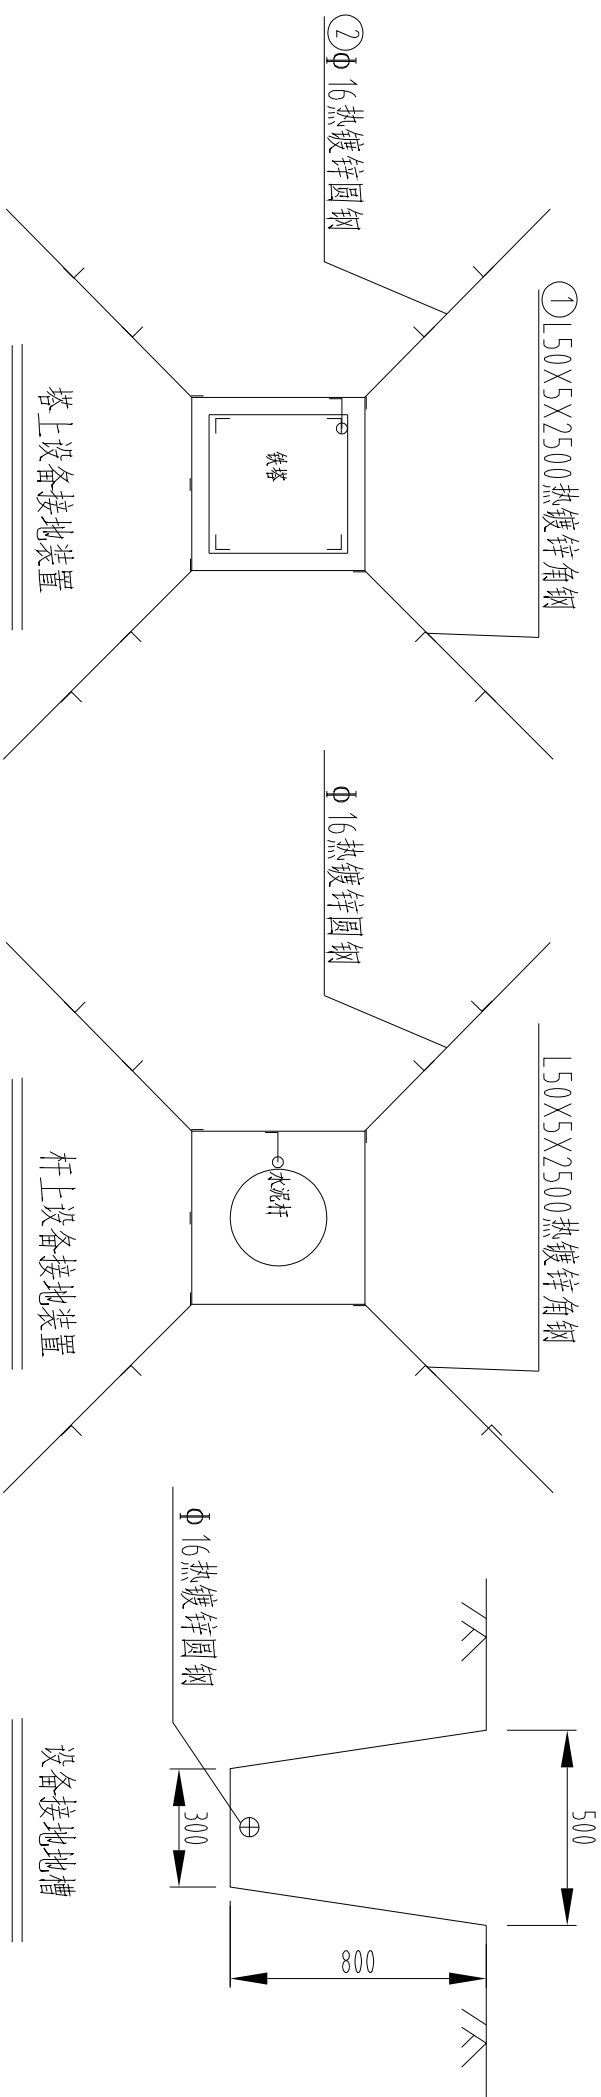 ②Φ16热镀锌圆钢
①L50X5X2500热镀锌角钢
铁塔
塔上设备接地装置
Φ16热镀锌圆钢
L50X5X2500热镀锌角钢
水泥杆
杆上设备接地装置
Φ16热镀锌圆钢
500
300
800
设备接地地槽